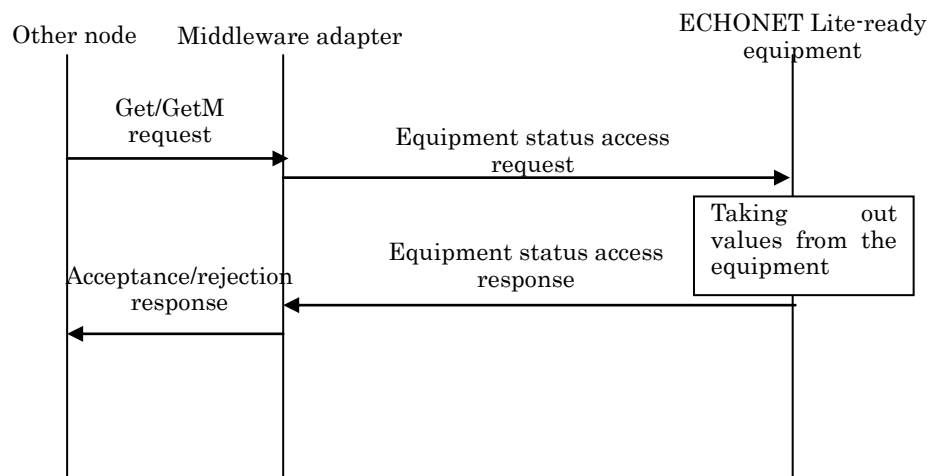 Other node
Middleware adapter
ECHONET Lite-ready
equipment
Get/GetM
request
Equipment status access
request
Taking out
values from the
equipment
Equipment status access
response
Acceptance/rejection
response